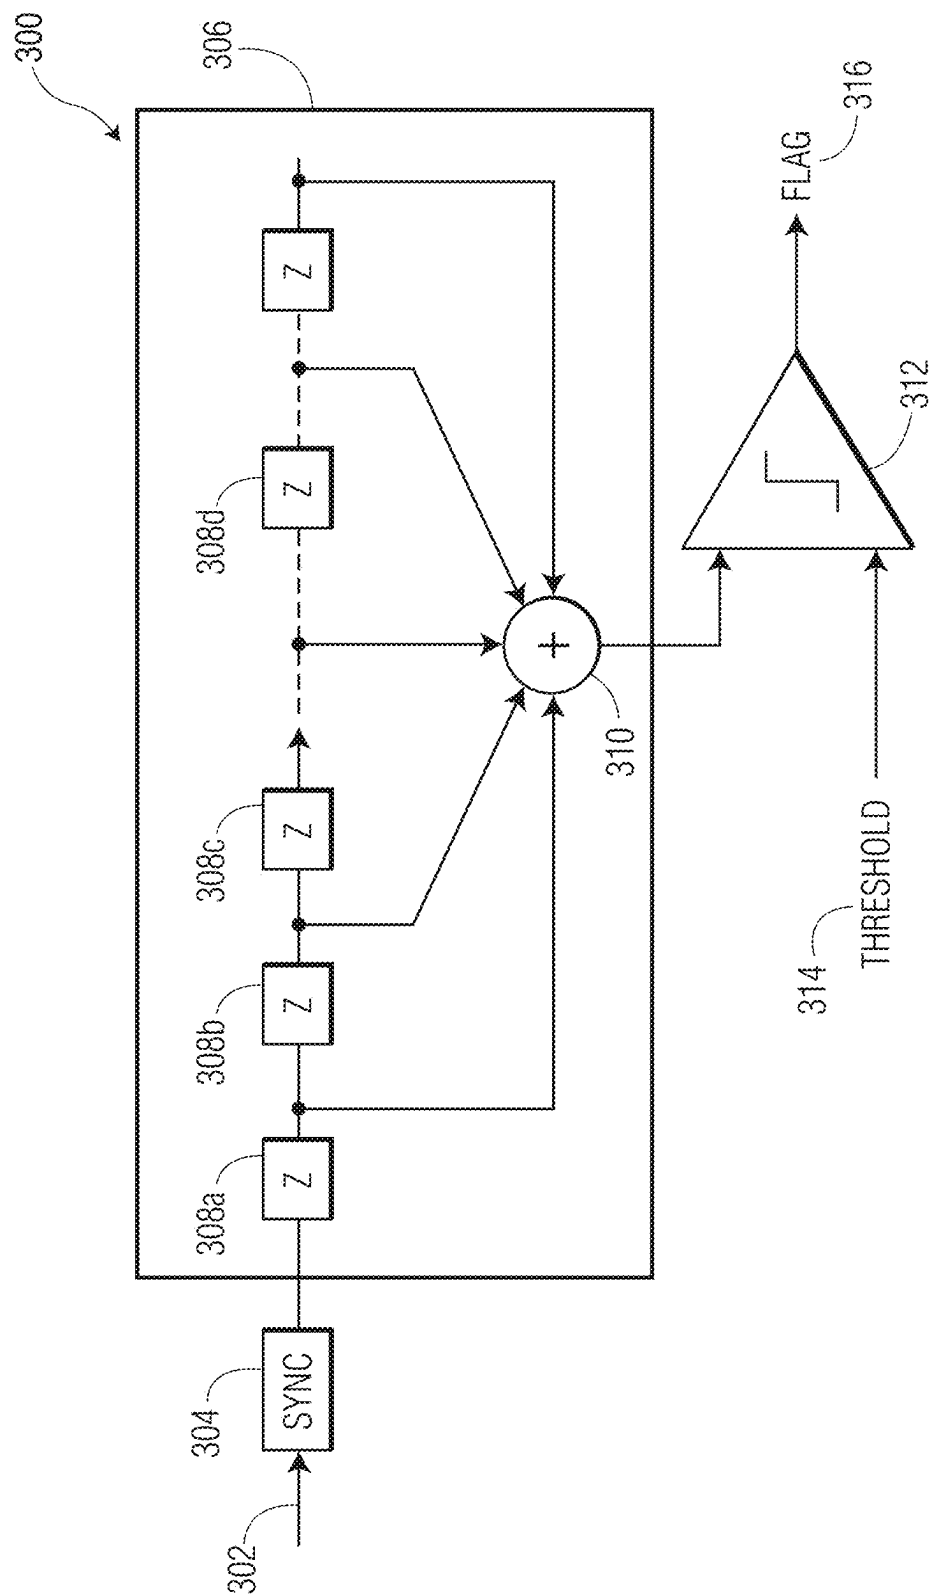 300
306
308a
308b
308c
308d
Z
Z
Z
Z
Z
302
304
SYNC
+
310
312
314
THRESHOLD
FLAG
316